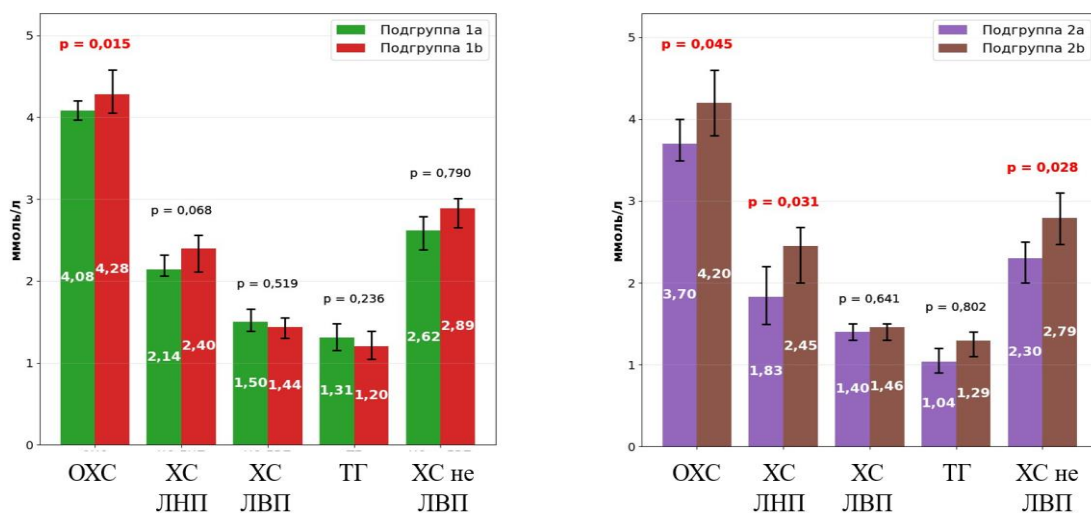 5
4
3
2
1
0
ммоль/л
Подгруппа 1a
Подгруппа 1b
p = 0,015
p = 0,068
p = 0,519
p = 0,236
p = 0,790
4,08 4,28
2,14 2,40
1,50 1,44
1,31 1,20
2,62 2,89
ОХС
ХС
ЛНП
ХС
ЛВП
ТГ
ХС не
ЛВП
5
4
3
2
1
0
ммоль/л
Подгруппа 2a
Подгруппа 2b
p = 0,045
p = 0,031
p = 0,641
p = 0,802
p = 0,028
3,70 4,20
1,83 2,45
1,40 1,46
1,04 1,29
2,30 2,79
ОХС
ХС
ЛНП
ХС
ЛВП
ТГ
ХС не
ЛВП